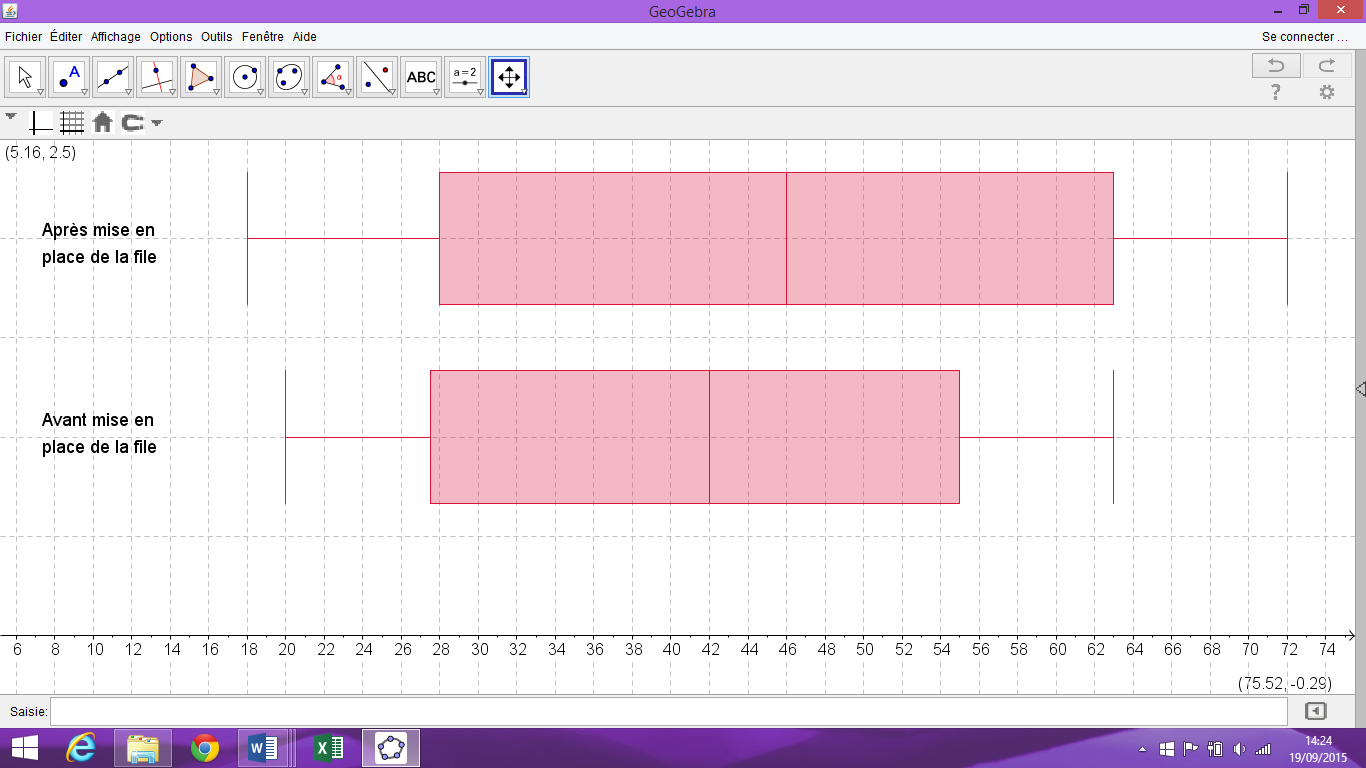 GeoGebra
Fichier Éditer Affichage Options Outils Fenêtre Aide
Se connecter ...
A
α
ABC
a = 2
?
(5.16, 2.5)
Après mise en
place de la file
Avant mise en
place de la file
6 8 10 12 14 16 18 20 22 24 26 28 30 32 34 36 38 40 42 44 46 48 50 52 54 56 58 60 62 64 66 68 70 72 74
(75.52, -0.29)
Saisie:
14:24
19/09/2015